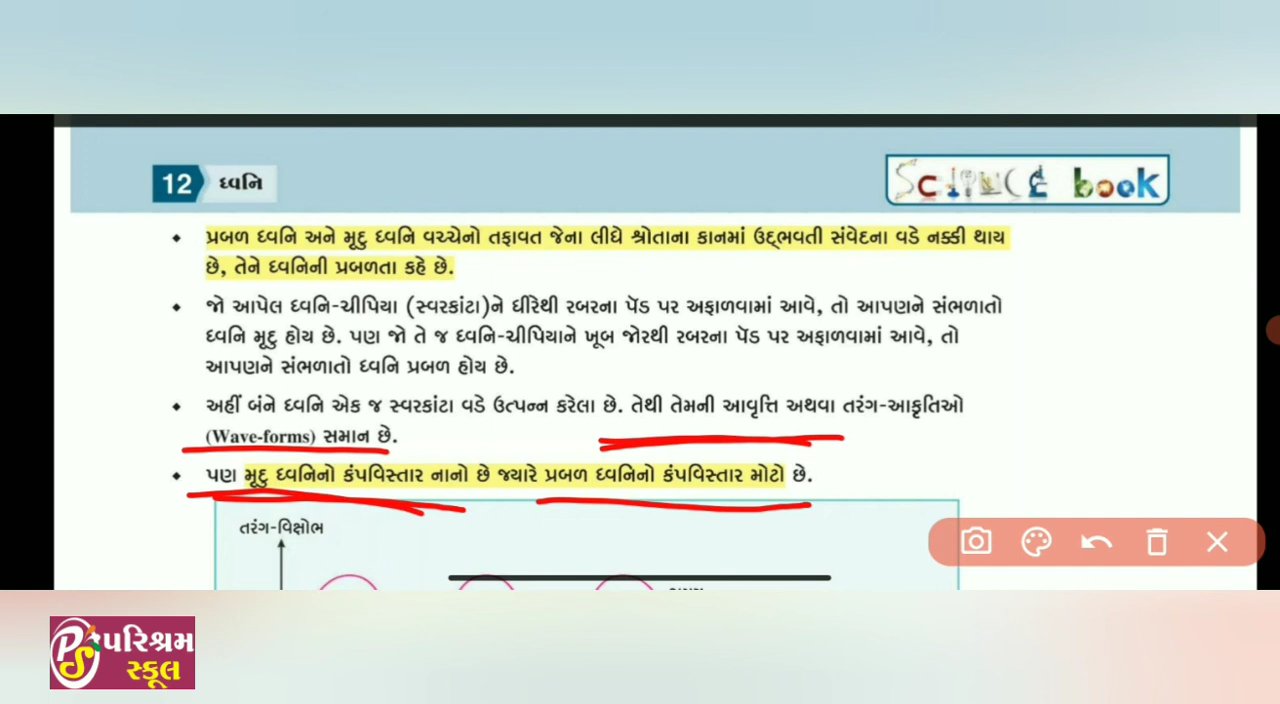 12 ધ્વનિ
Science book
પ્રબળ ધ્વનિ અને મૃદુ ધ્વનિ વચ્ચેનો તફાવત જેના લીધે શ્રોતાના કાનમાં ઉદ્ભવતી સંવેદના વડે નક્કી થાય
છે, તેને ધ્વનિની પ્રબળતા કહે છે.
જો આપેલ ધ્વનિ-ચીપિયા (સ્વરકાંટા)ને ધીરેથી રબરના પૅડ પર અફાળવામાં આવે, તો આપણને સંભળાતો
ધ્વનિ મૃદુ હોય છે. પણ જો તે જ ધ્વનિ-ચીપિયાને ખૂબ જોરથી રબરના પૅડ પર અફાળવામાં આવે, તો
આપણને સંભળાતો ધ્વનિ પ્રબળ હોય છે.
અહીં બંને ધ્વનિ એક જ સ્વરકાંટા વડે ઉત્પન્ન કરેલા છે. તેથી તેમની આવૃત્તિ અથવા તરંગ-આકૃતિઓ
(Wave-forms) સમાન છે.
પણ મૃદુ ધ્વનિનો કંપવિસ્તાર નાનો છે જ્યારે પ્રબળ ધ્વનિનો કંપવિસ્તાર મોટો છે.
તરંગ-વિક્ષોભ
પરિશ્રમ
સ્કૂલ